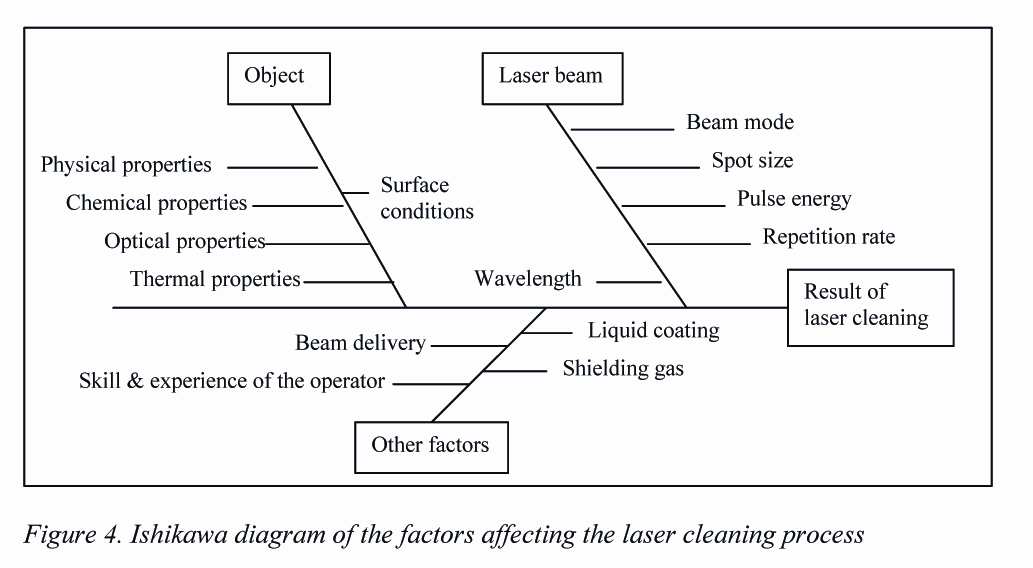 Object
Laser beam
Beam mode
Physical properties
Spot size
Surface
conditions
Chemical properties
Pulse energy
Optical properties
Repetition rate
Thermal properties
Wavelength
Result of
laser cleaning
Beam delivery
Liquid coating
Skill & experience of the operator
Shielding gas
Other factors
Figure 4. Ishikawa diagram of the factors affecting the laser cleaning process